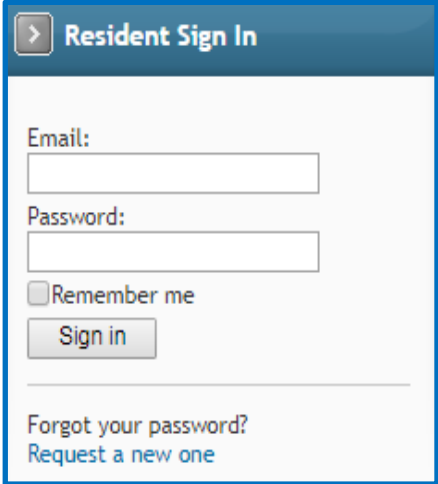 Resident Sign In
Email:
Password:
Remember me
Sign in
Forgot your password?
Request a new one